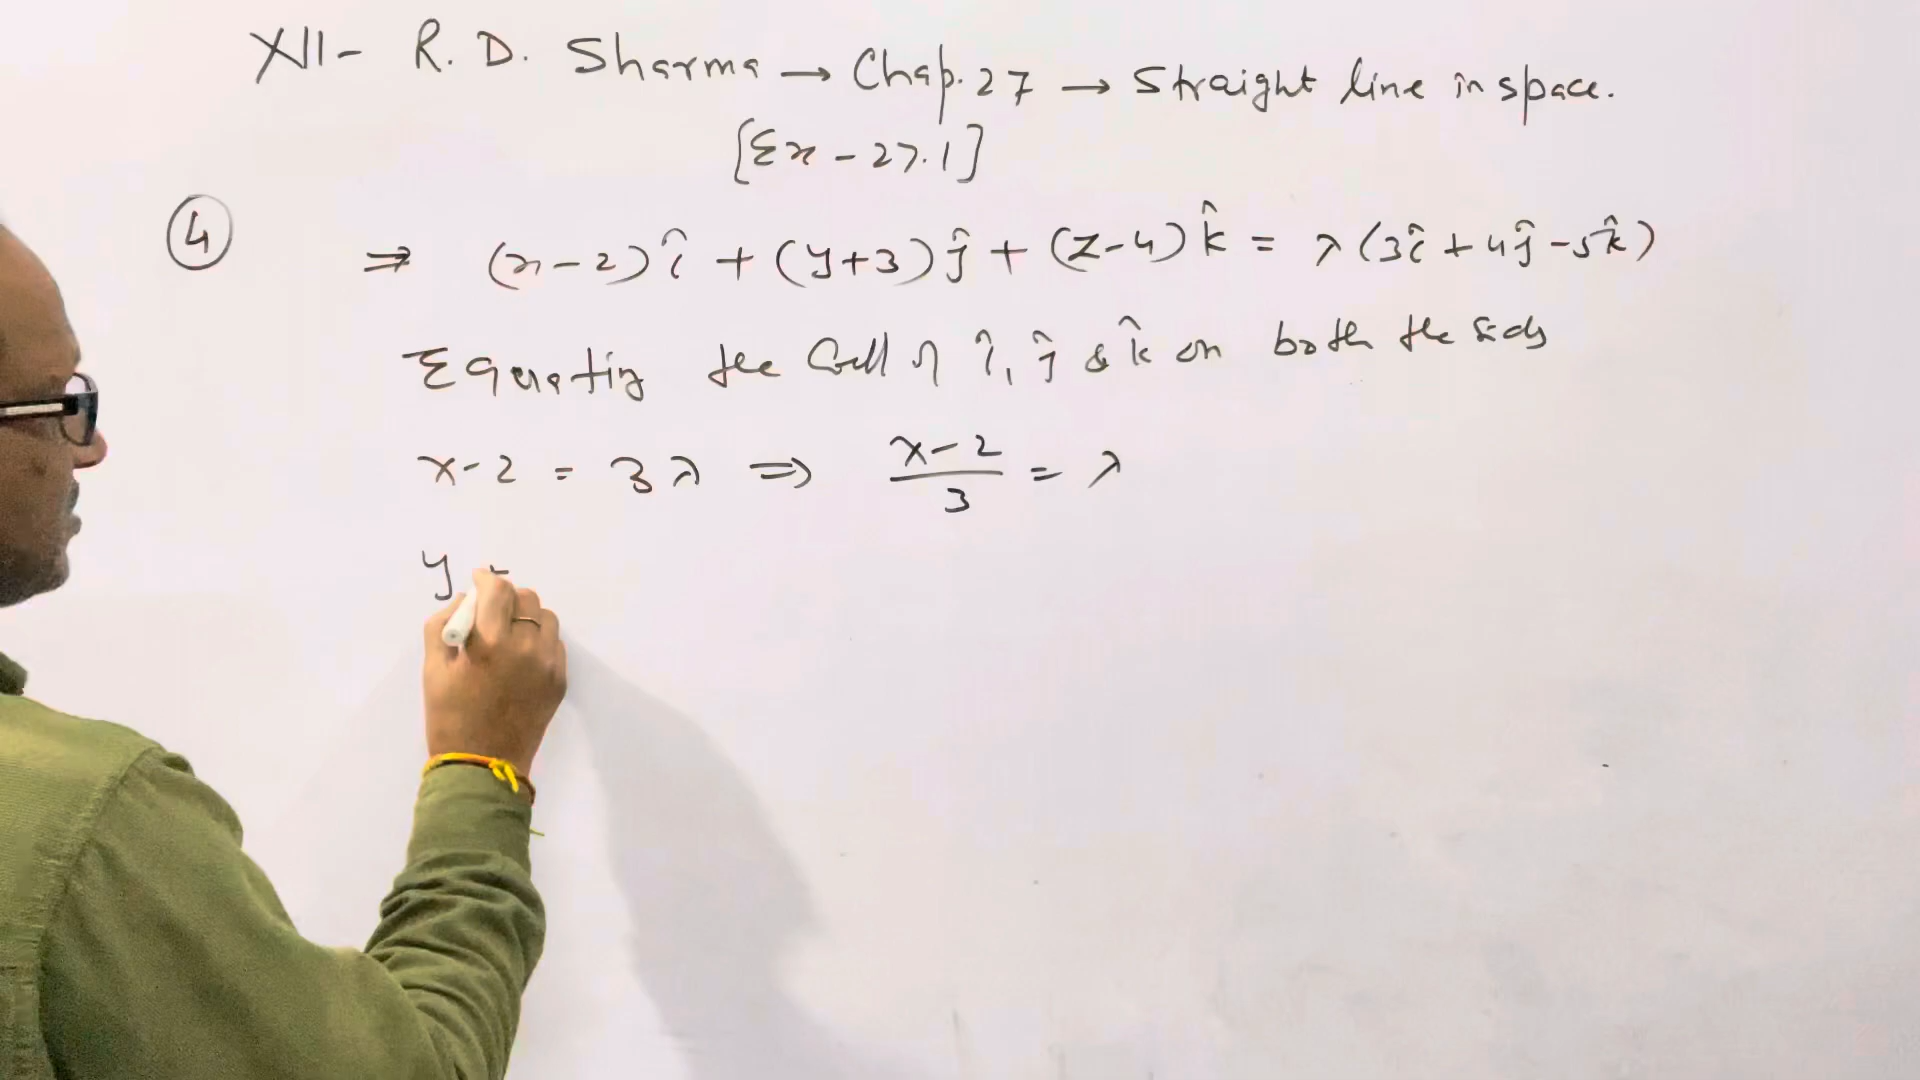 XII - R. D. Sharma → Chap. 27 → Straight line in space.
[Ex - 27.1]
4 ⇒ (x-2)î + (y+3)ĵ + (z-4)k̂ = λ(3î + 4ĵ - 5k̂)
Equating the Coeff of î, ĵ & k̂ on both the sides
x-2 = 3λ ⇒ x-2/3 = λ
y +